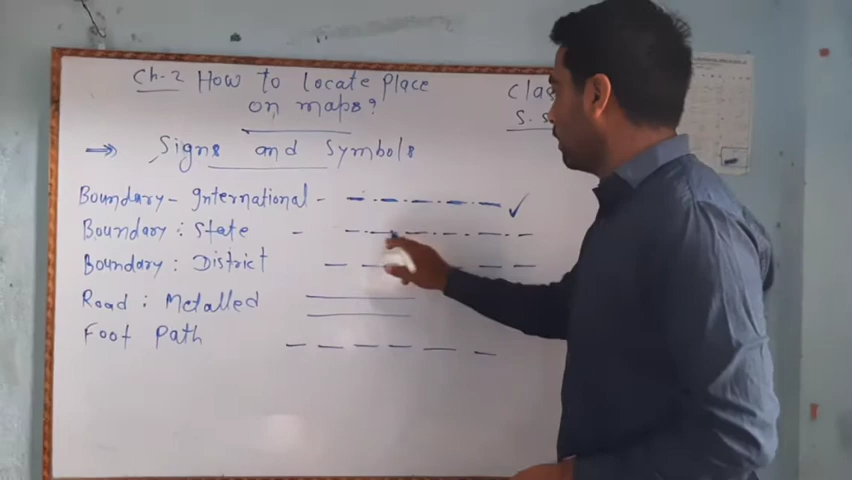 Ch-2 How to Locate Place
on maps?
S. S
Signs and Symbols
Boundary - International -
Boundary : State -
Boundary : District
Road : Metalled
Foot Path